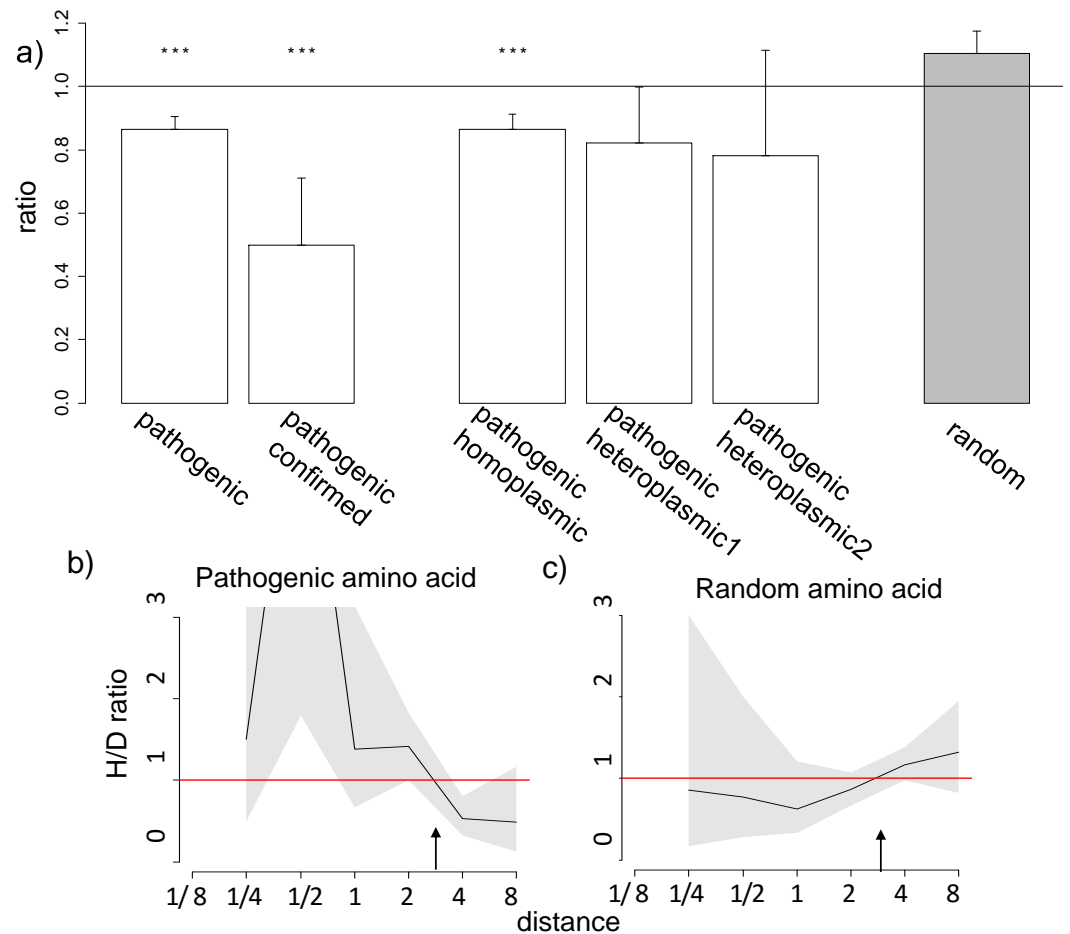 a)
1.2
1.0
0.8
0.6
0.4
0.2
0.0
ratio
*** *** ***
pathogenic
pathogenic
confirmed
pathogenic
homoplasmic
pathogenic
heteroplasmic1
pathogenic
heteroplasmic2
random
b)
Pathogenic amino acid
3
2
1
0
H/D ratio
1/8 1/4 1/2 1 2 4 8
c)
Random amino acid
3
2
1
0
1/8 1/4 1/2 1 2 4 8
distance